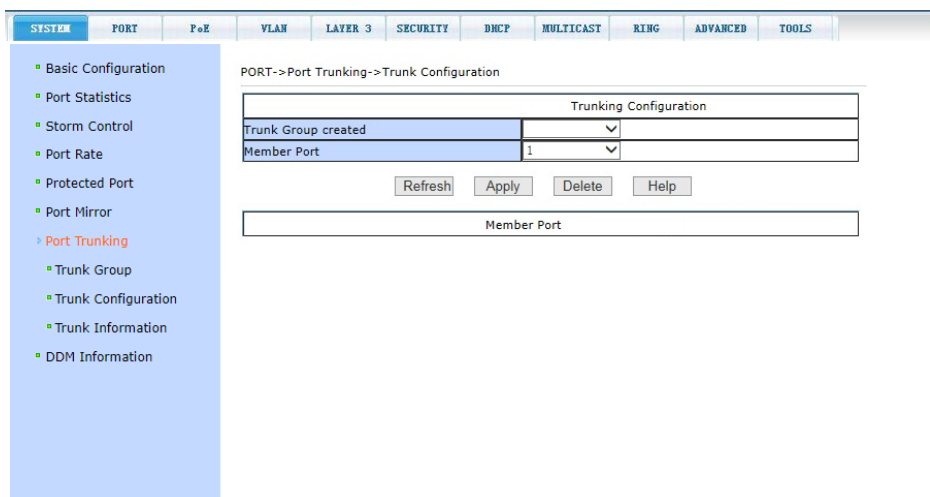 SYSTEM PORT PoE VLAN LAYER 3 SECURITY DHCP MULTICAST RING ADVANCED TOOLS
Basic Configuration
Port Statistics
Storm Control
Port Rate
Protected Port
Port Mirror
Port Trunking
Trunk Group
Trunk Configuration
Trunk Information
DDM Information
PORT->Port Trunking->Trunk Configuration
Trunking Configuration
Trunk Group created
Member Port 1
Refresh Apply Delete Help
Member Port